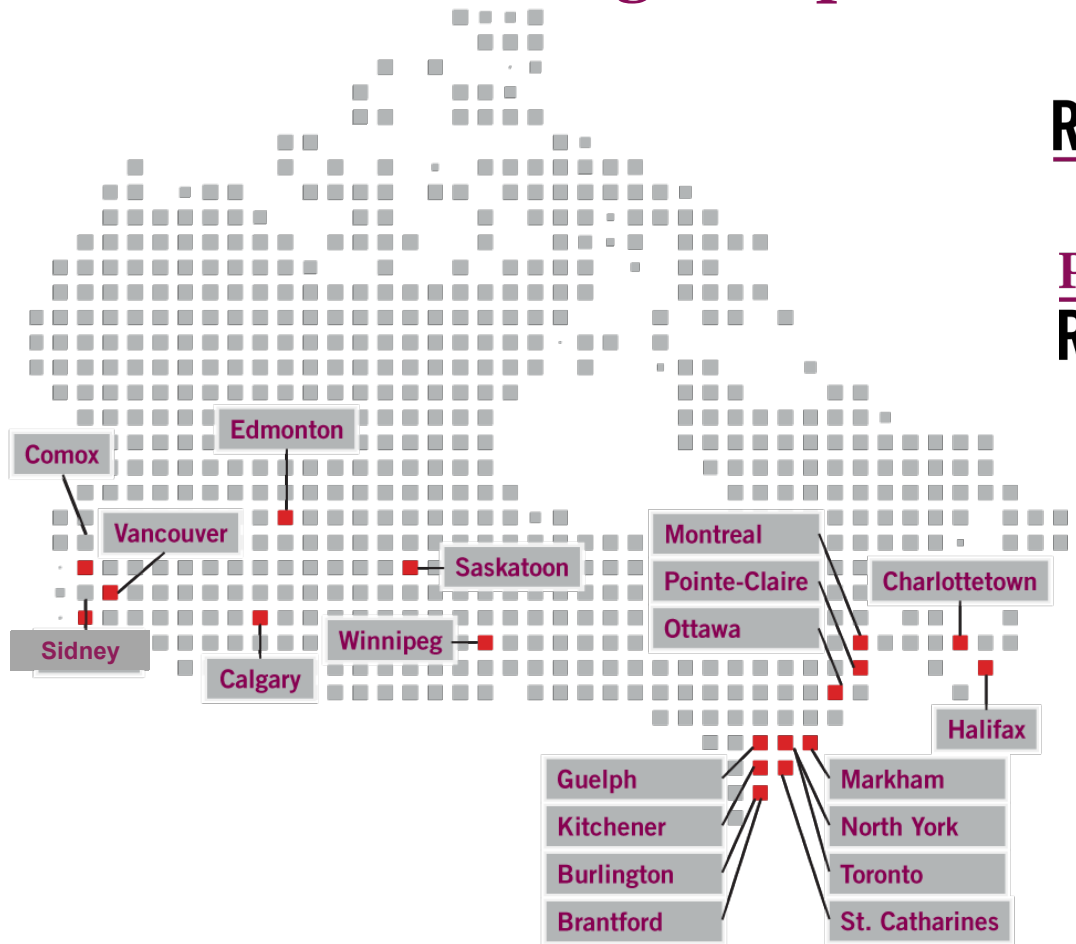 Edmonton
Comox
Vancouver
Montreal
Saskatoon
Pointe-Claire
Charlottetown
Ottawa
Winnipeg
Sidney
Calgary
Halifax
Guelph
Markham
Kitchener
North York
Burlington
Toronto
Brantford
St. Catharines